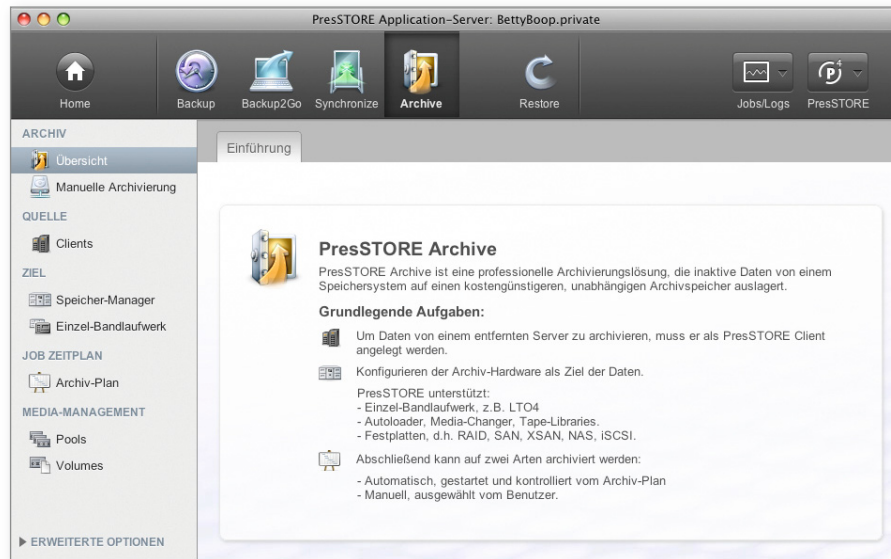 PresSTORE Application-Server: BettyBoop.private
Home
Backup
Backup2Go
Synchronize
Archive
Restore
Jobs/Logs
PresSTORE
ARCHIV
Übersicht
Manuelle Archivierung
QUELLE
Clients
ZIEL
Speicher-Manager
Einzel-Bandlaufwerk
JOB ZEITPLAN
Archiv-Plan
MEDIA-MANAGEMENT
Pools
Volumes
ERWEITERTE OPTIONEN
Einführung
PresSTORE Archive
PresSTORE Archive ist eine professionelle Archivierungslösung, die inaktive Daten von einem
Speichersystem auf einen kostengünstigeren, unabhängigen Archivspeicher auslagert.
Grundlegende Aufgaben:
Um Daten von einem entfernten Server zu archivieren, muss er als PresSTORE Client
angelegt werden.
Konfigurieren der Archiv-Hardware als Ziel der Daten.
PresSTORE unterstützt:
- Einzel-Bandlaufwerk, z.B. LTO4
- Autoloader, Media-Changer, Tape-Libraries.
- Festplatten, d.h. RAID, SAN, XSAN, NAS, iSCSI.
Abschließend kann auf zwei Arten archiviert werden:
- Automatisch, gestartet und kontrolliert vom Archiv-Plan
- Manuell, ausgewählt vom Benutzer.